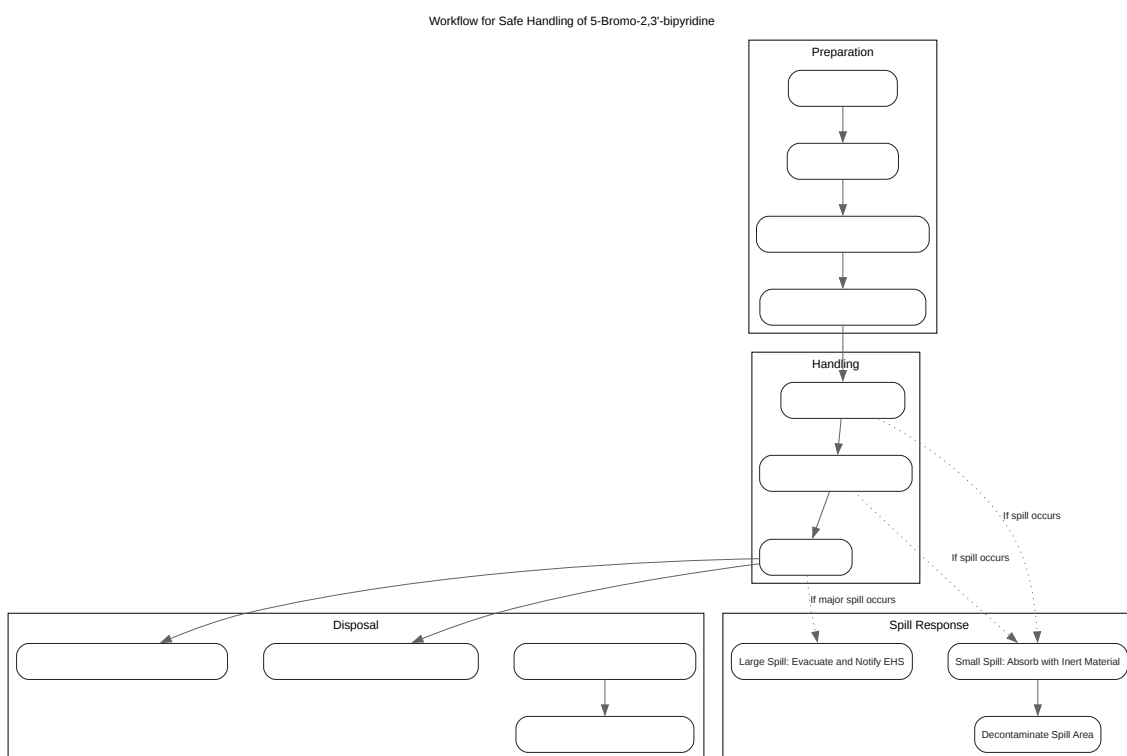 Workflow for Safe Handling of 5-Bromo-2,3'-bipyridine
Preparation
Handling
If spill occurs
If spill occurs
If major spill occurs
Disposal
Spill Response
Large Spill: Evacuate and Notify EHS
Small Spill: Absorb with Inert Material
Decontaminate Spill Area